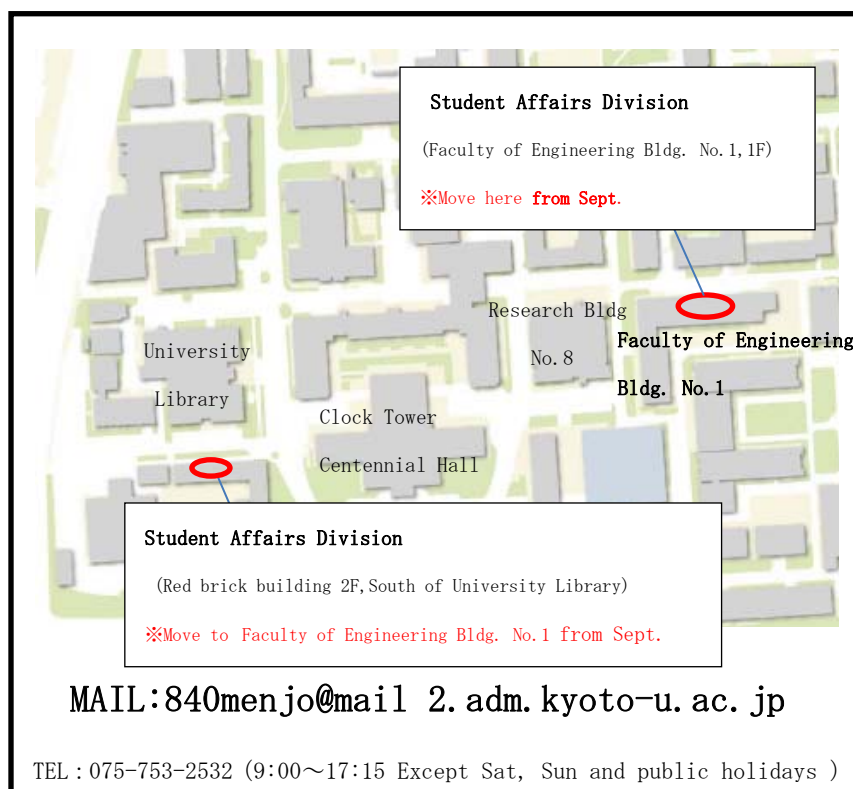 Student Affairs Division
(Faculty of Engineering Bldg. No.1,1F)
※Move here from Sept.
Research Bldg
No.8
Faculty of Engineering
Bldg. No.1
University
Library
Clock Tower
Centennial Hall
Student Affairs Division
(Red brick building 2F,South of University Library)
※Move to Faculty of Engineering Bldg. No.1 from Sept.
MAIL:840menjo@mail 2.adm.kyoto-u.ac.jp
TEL：075-753-2532 (9:00～17:15 Except Sat, Sun and public holidays )